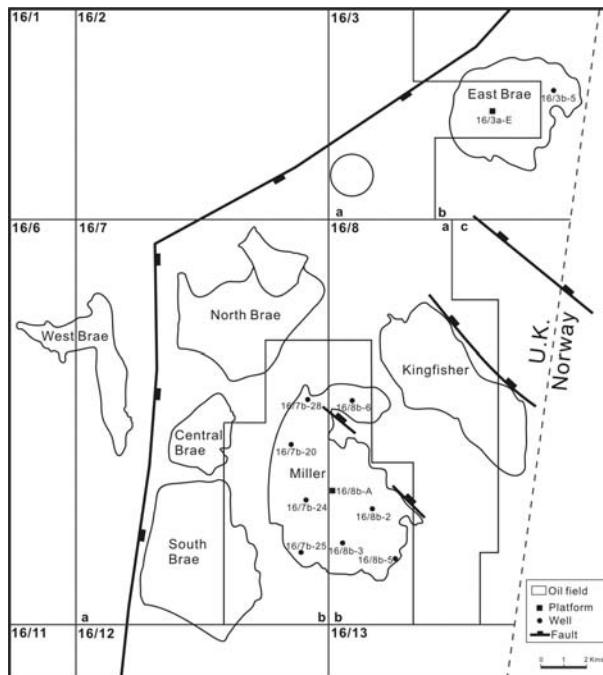 16/1
16/2
16/3
East Brae
16/3b-5
16/3a-E
a
b
16/6
16/7
16/8
a
c
North Brae
West Brae
U.K.
Norway
Kingfisher
16/7b-28
16/8b-6
Central
Brae
16/7b-20
Miller
16/8b-A
16/7b-24
16/8b-2
South
Brae
16/7b-25
16/8b-3
16/8b-5
a
b
b
16/11
16/12
16/13
Oil field
Platform
Well
Fault
0 1 2 Kms